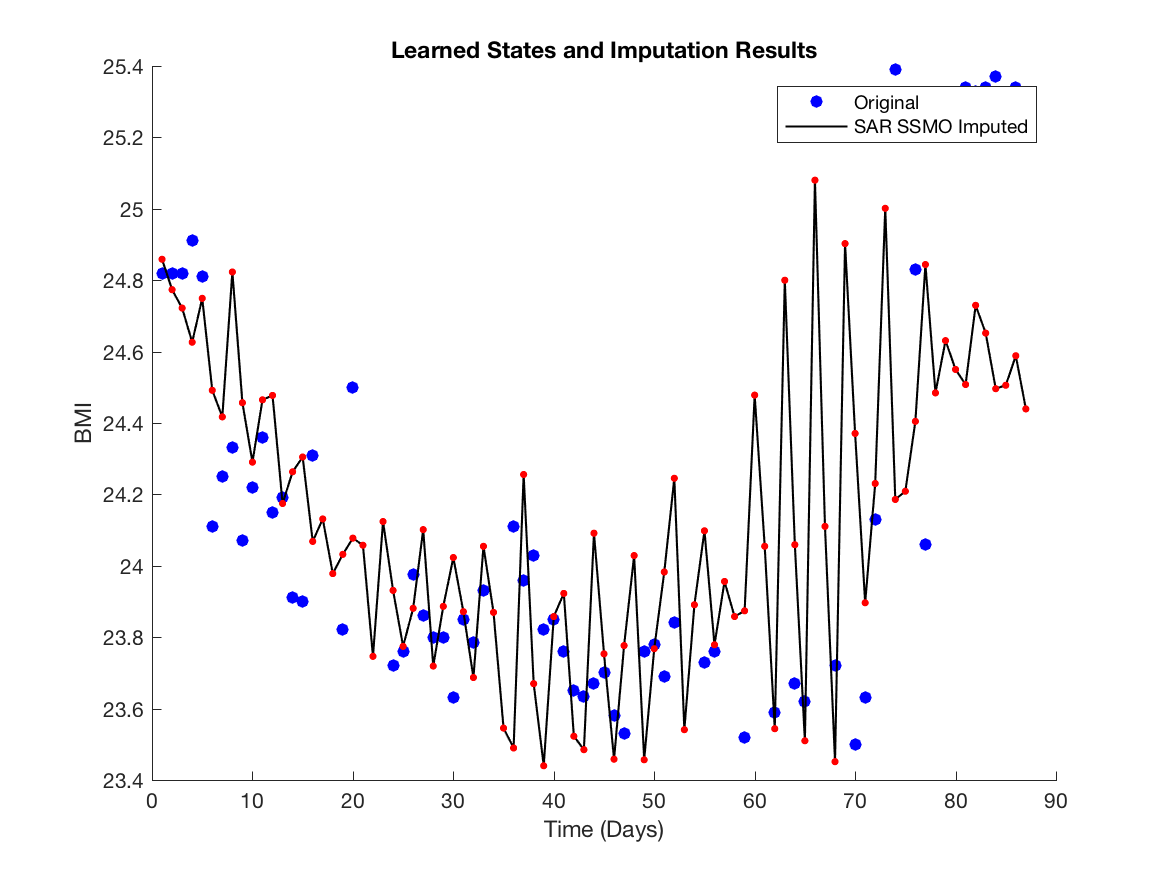 Learned States and Imputation Results
25.4
25.2
25
24.8
24.6
24.4
24.2
24
23.8
23.6
23.4
BMI
Original
SAR SSMO Imputed
0 10 20 30 40 50 60 70 80 90
Time (Days)